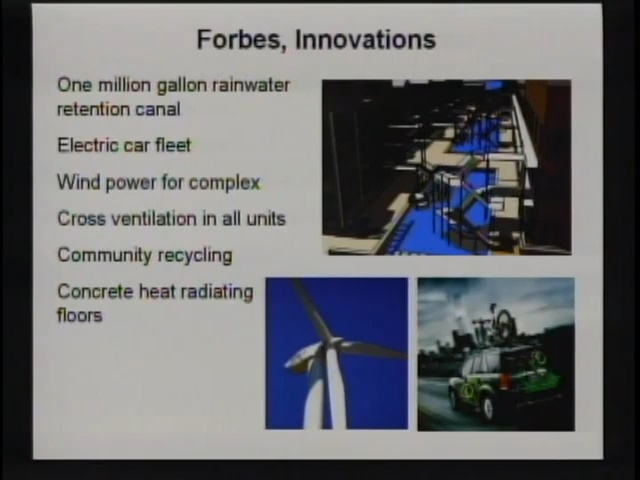 Forbes, Innovations
One million gallon rainwater
retention canal
Electric car fleet
Wind power for complex
Cross ventilation in all units
Community recycling
Concrete heat radiating
floors